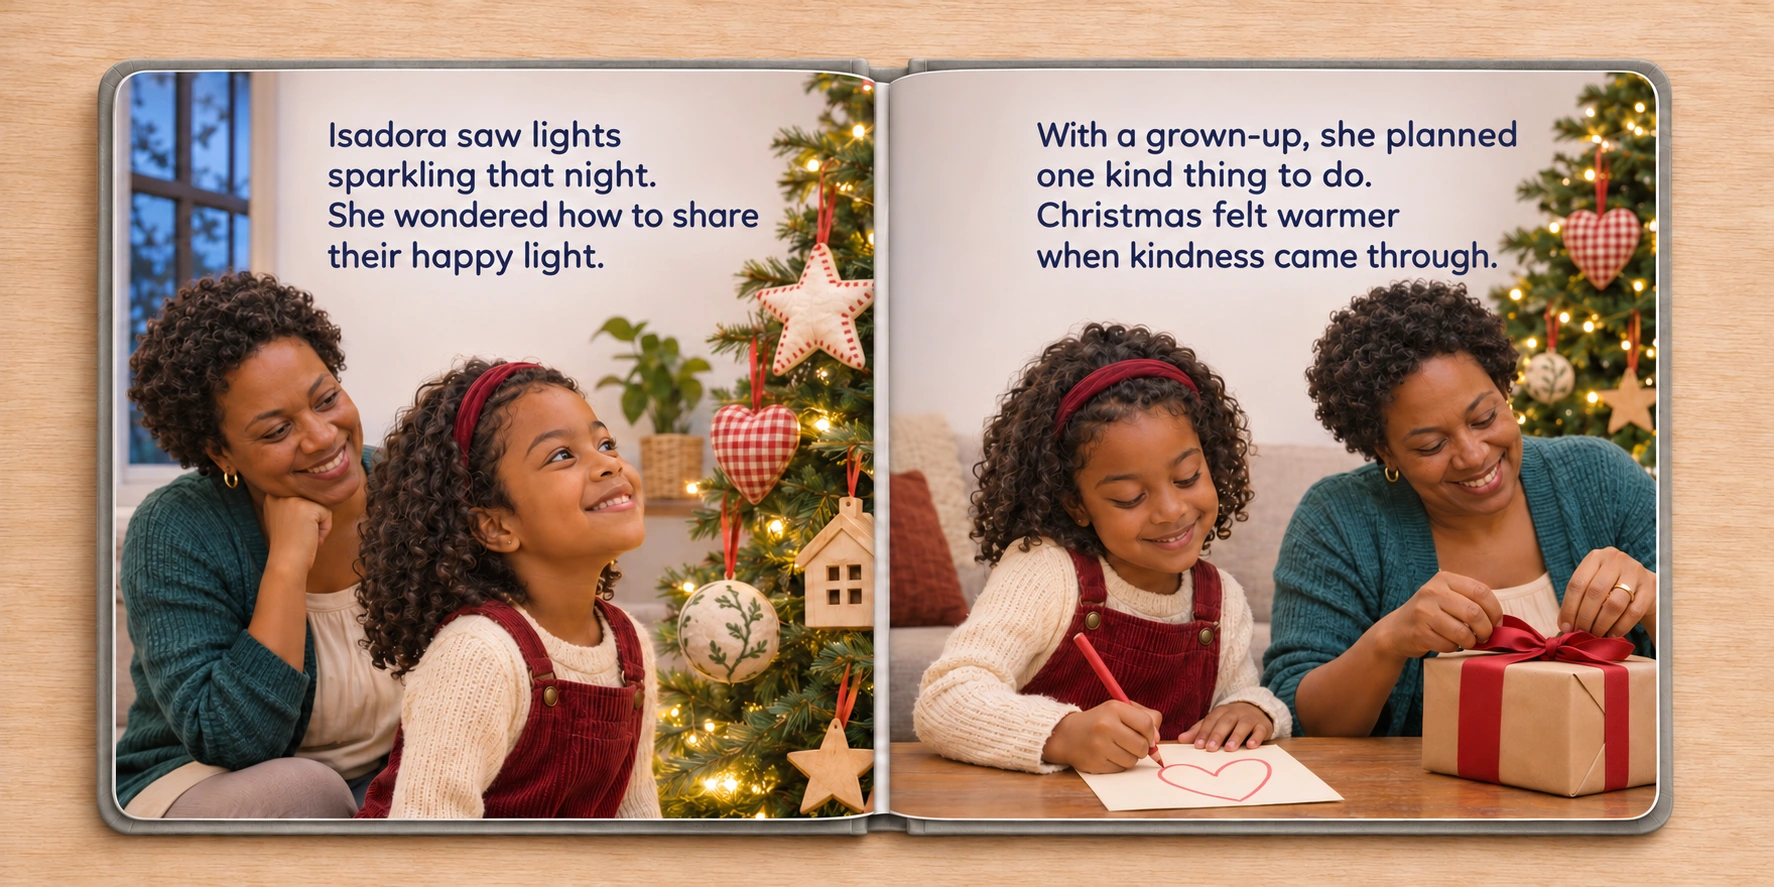 Isadora saw lights
sparkling that night.
She wondered how to share
their happy light.
With a grown-up, she planned
one kind thing to do.
Christmas felt warmer
when kindness came through.